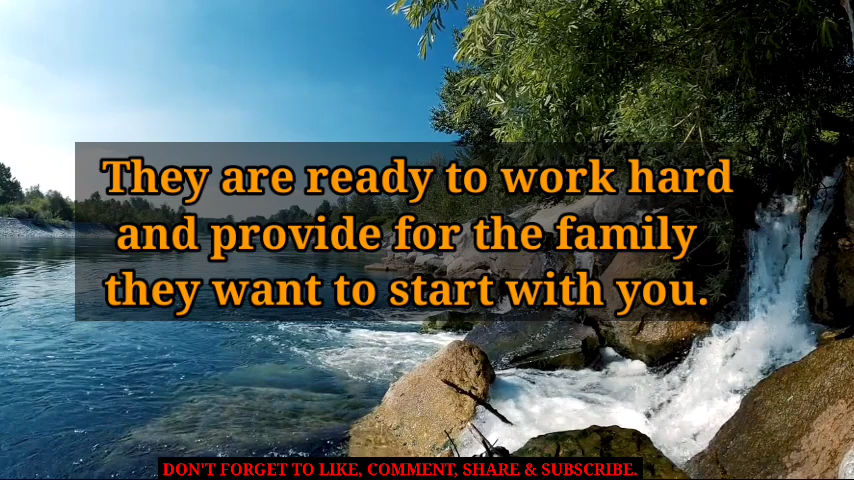 They are ready to work hard
and provide for the family
they want to start with you.
DON'T FORGET TO LIKE, COMMENT, SHARE & SUBSCRIBE.